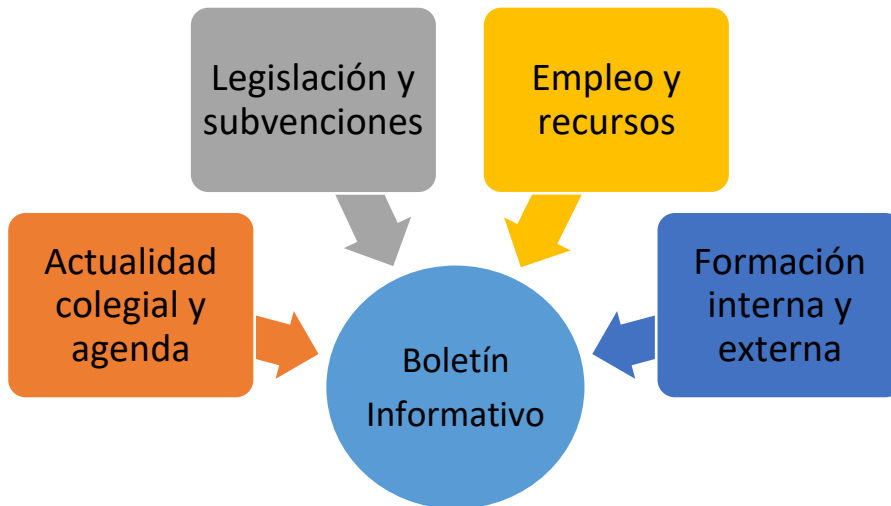 Legislación y
subvenciones
Empleo y
recursos
Actualidad
colegial y
agenda
Formación
interna y
externa
Boletín
Informativo